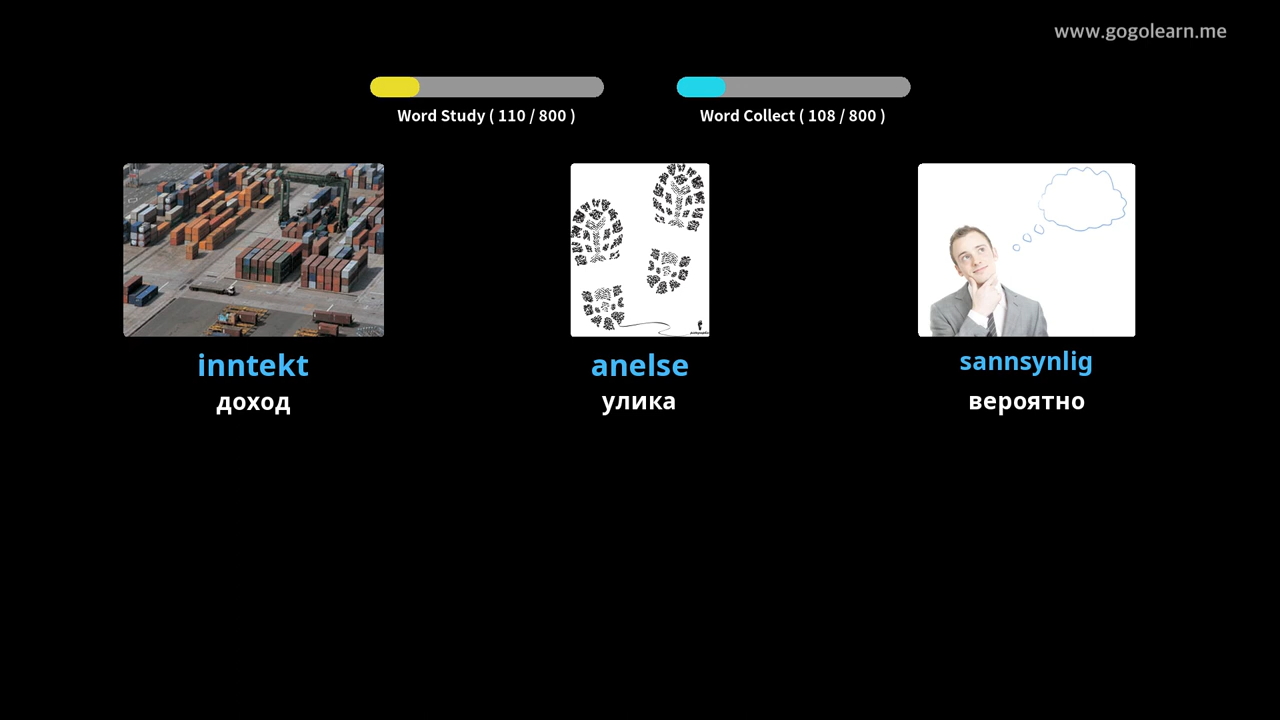 www.gogolearn.me
Word Study ( 110 / 800 )
Word Collect ( 108 / 800 )
inntekt
anelse
sannsynlig
доход
улика
вероятно